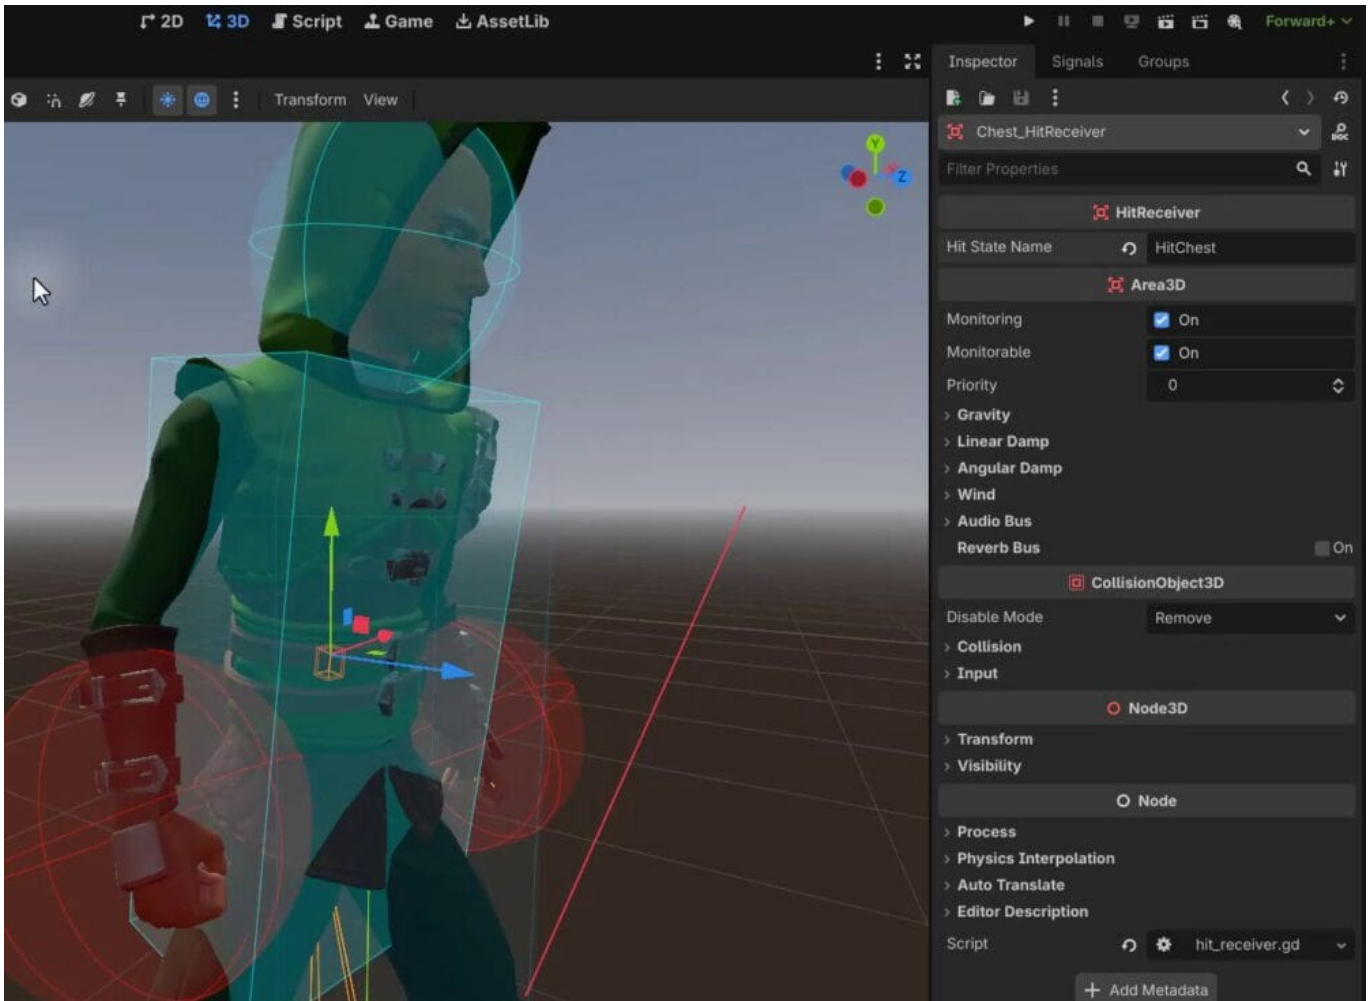 2D 3D Script Game AssetLib Forward+
Inspector Signals Groups
Transform View
Chest_HitReceiver
DOC
Filter Properties
HitReceiver
Hit State Name HitChest
Area3D
Monitoring On
Monitorable On
Priority 0
Gravity
Linear Damp
Angular Damp
Wind
Audio Bus
Reverb Bus On
CollisionObject3D
Disable Mode Remove
Collision
Input
Node3D
Transform
Visibility
Node
Process
Physics Interpolation
Auto Translate
Editor Description
Script hit_receiver.gd
+ Add Metadata
Y
Z